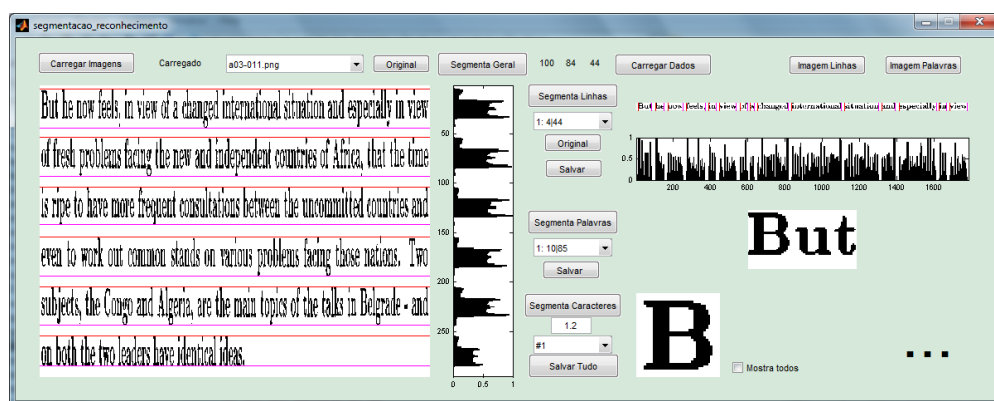 segmentacao_reconhecimento
Carregar Imagens Carregado a03-011.png Original Segmenta Geral 100 84 44 Carregar Dados Imagem Linhas Imagem Palavras
But he now feels, in view of a changed international situation and especially in view
of fresh problems facing the new and independent countries of Africa, that the time
is ripe to have more frequent consultations between the uncommitted countries and
even to work out common stands on various problems facing those nations. Two
subjects, the Congo and Algeria, are the main topics of the talks in Belgrade - and
on both the two leaders have identical ideas.
50
100
150
200
250
0 0.5 1
Segmenta Linhas
1: 4|44
Original
Salvar
Segmenta Palavras
1: 10|85
Salvar
Segmenta Caracteres
1.2
#1
Salvar Tudo
But he now feels, in view of a changed international situation and especially in view
1
0.5
0
200 400 600 800 1000 1200 1400 1600
But
B
Mostra todos
...